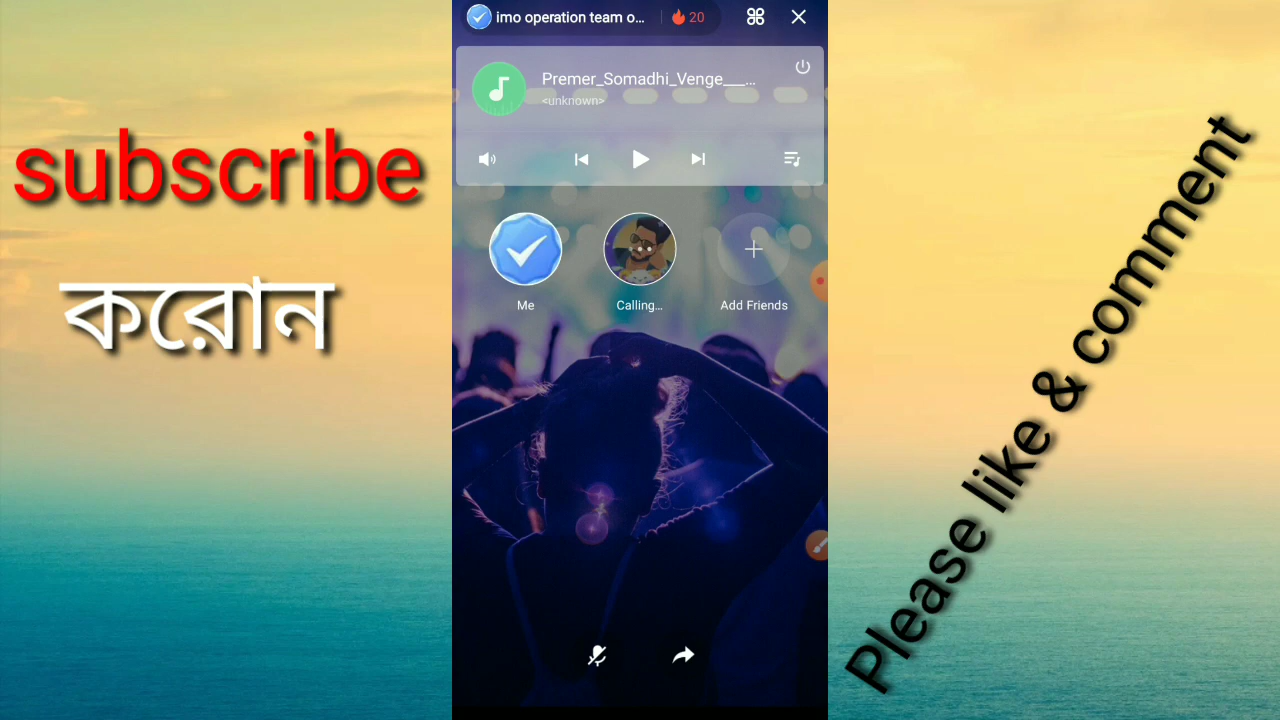 subscribe
করোন
imo operation team o...
20
Premer_Somadhi_Venge___...
<unknown>
Me
Calling...
Add Friends
Please like & comment